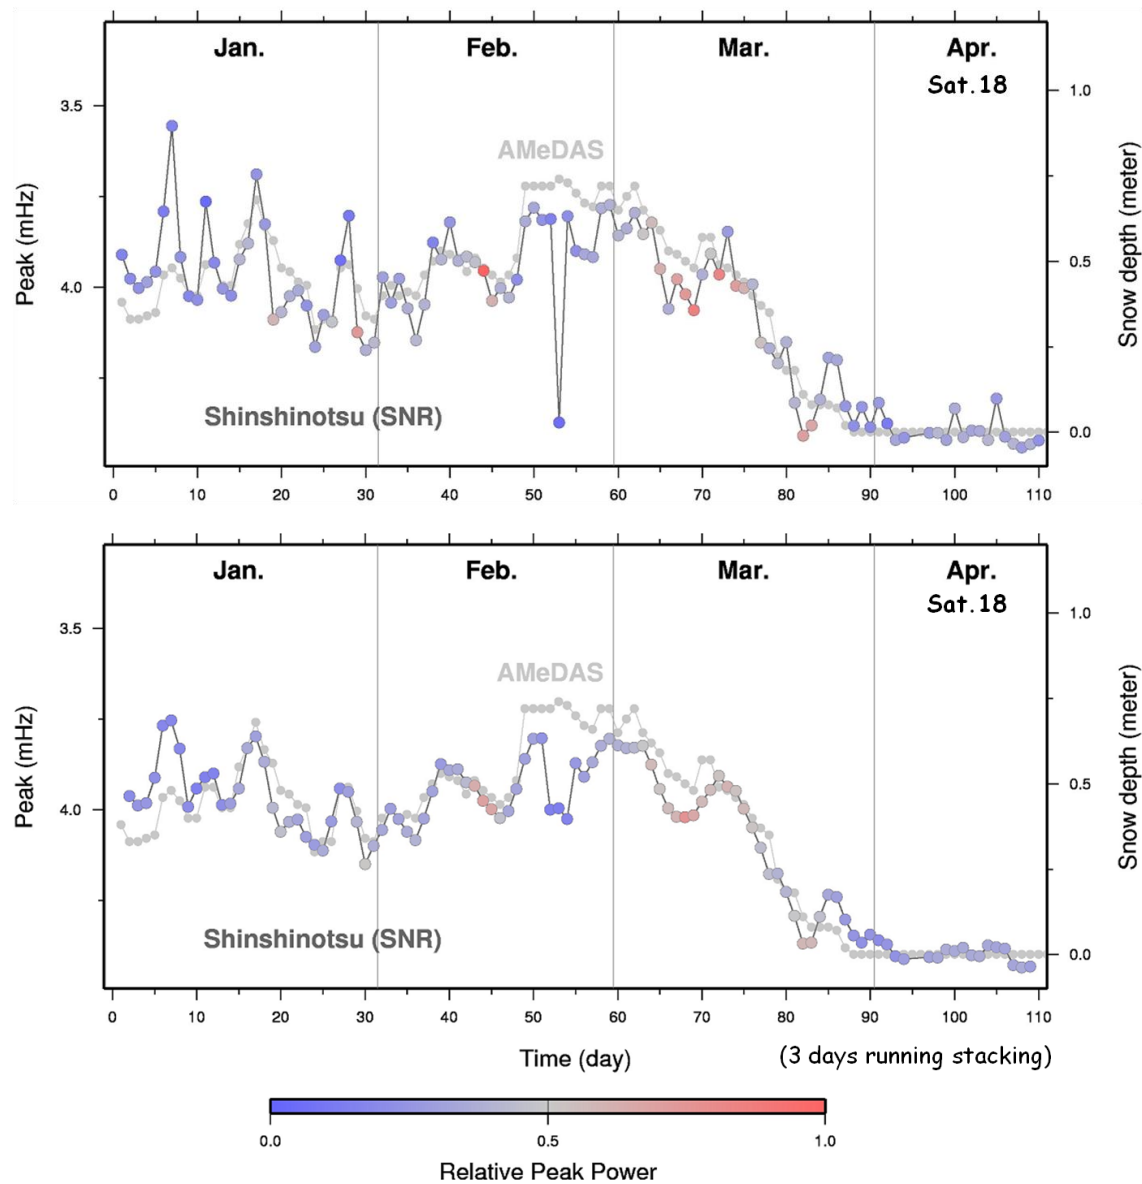 Jan. Feb. Mar. Apr.
Sat.18
3.5
1.0
AMeDAS
Peak (mHz)
Snow depth (meter)
4.0
0.5
Shinshinotsu (SNR)
0.0
0 10 20 30 40 50 60 70 80 90 100 110
Jan. Feb. Mar. Apr.
Sat.18
3.5
1.0
AMeDAS
Peak (mHz)
Snow depth (meter)
4.0
0.5
Shinshinotsu (SNR)
0.0
0 10 20 30 40 50 60 70 80 90 100 110
Time (day)
(3 days running stacking)
0.0 0.5 1.0
Relative Peak Power